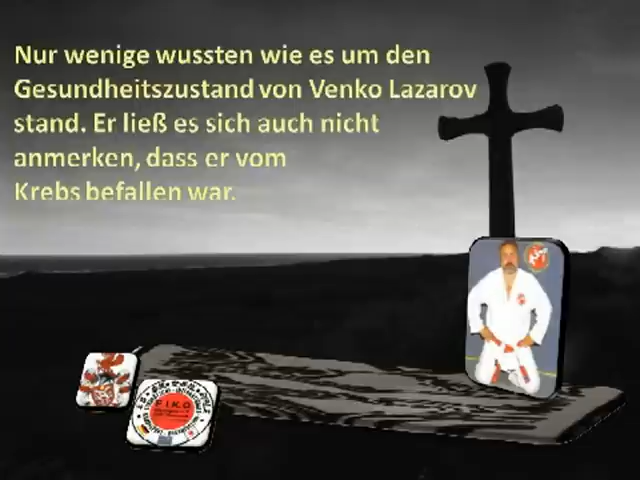 Nur wenige wussten wie es um den
Gesundheitszustand von Venko Lazarov
stand. Er ließ es sich auch nicht
anmerken, dass er vom
Krebs befallen war.
F.I.K.O